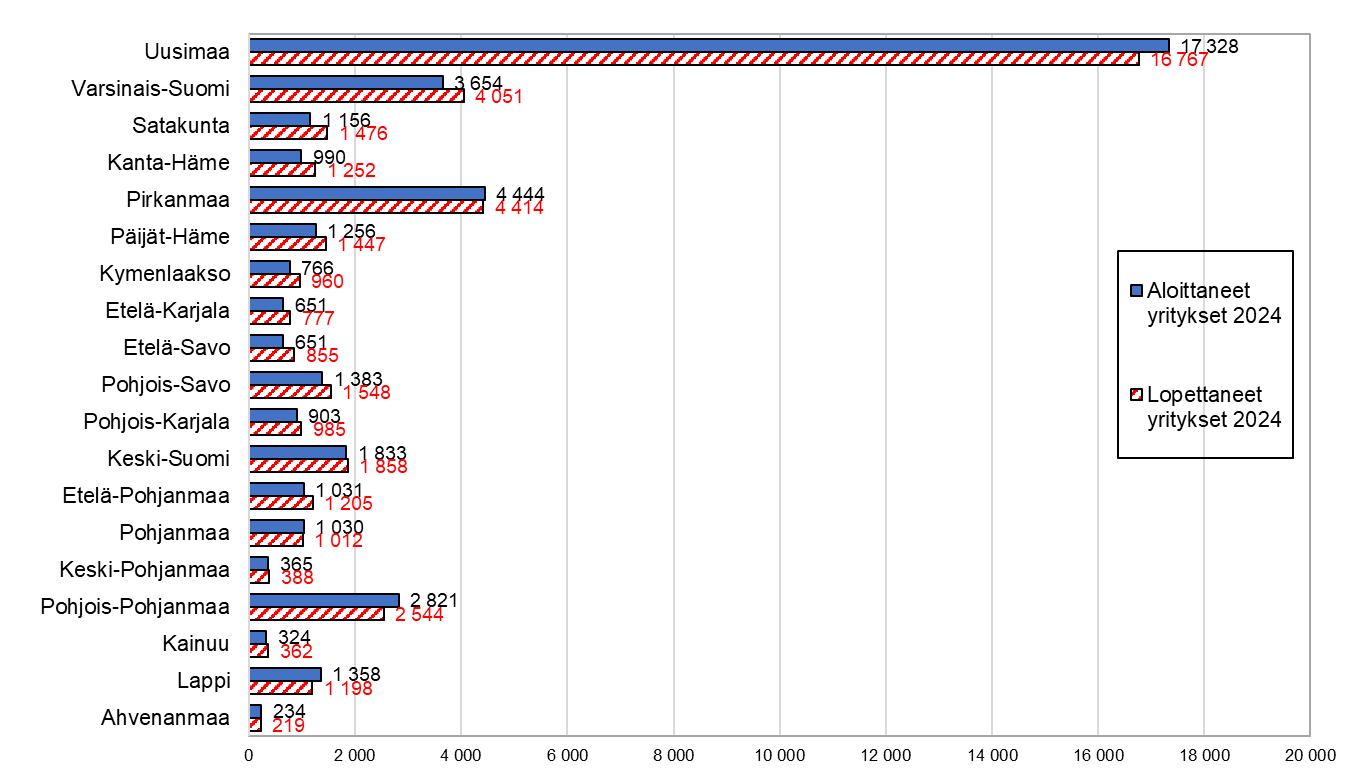 Uusimaa
17 328
16 767
Varsinais-Suomi
3 654
4 051
Satakunta
1 156
1 476
Kanta-Häme
990
1 252
Pirkanmaa
4 444
4 414
Päijät-Häme
1 256
1 447
Kymenlaakso
766
960
Etelä-Karjala
651
777
Etelä-Savo
651
855
Pohjois-Savo
1 383
1 548
Pohjois-Karjala
903
985
Keski-Suomi
1 833
1 858
Etelä-Pohjanmaa
1 031
1 205
Pohjanmaa
1 030
1 012
Keski-Pohjanmaa
365
388
Pohjois-Pohjanmaa
2 821
2 544
Kainuu
324
362
Lappi
1 358
1 198
Ahvenanmaa
234
219
0 2 000 4 000 6 000 8 000 10 000 12 000 14 000 16 000 18 000 20 000
Aloittaneet
yritykset 2024
Lopettaneet
yritykset 2024